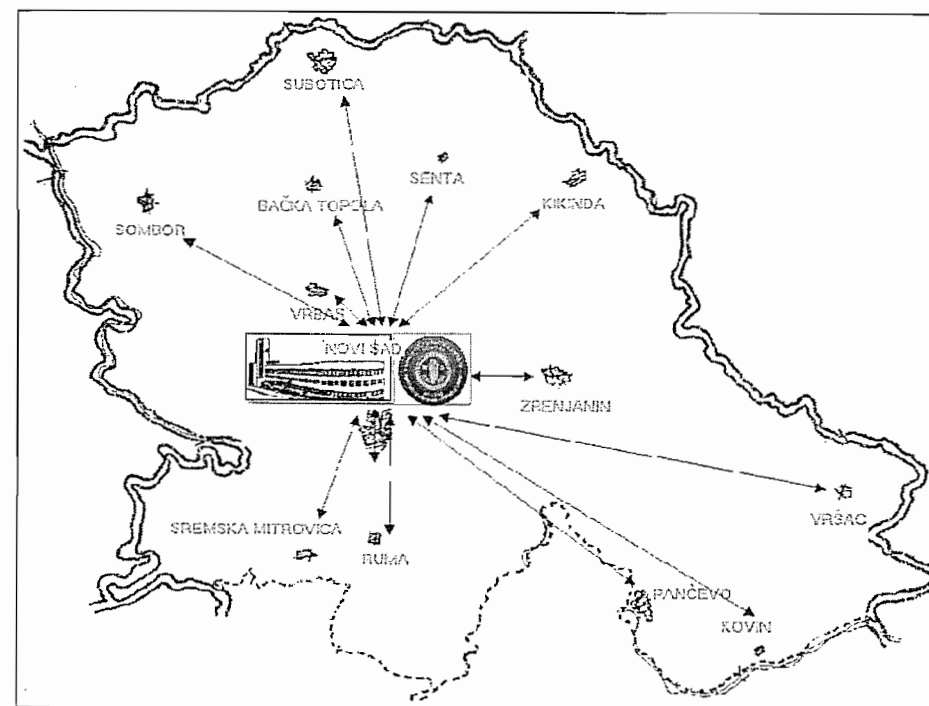 SUBOTICA
SENTA
BAČKA TOPOLA
KIKINDA
SOMBOR
VRBAS
NOVI SAD
ZRENJANIN
VRŠAC
SREMSKA MITROVICA
RUMA
PANČEVO
KOVIN